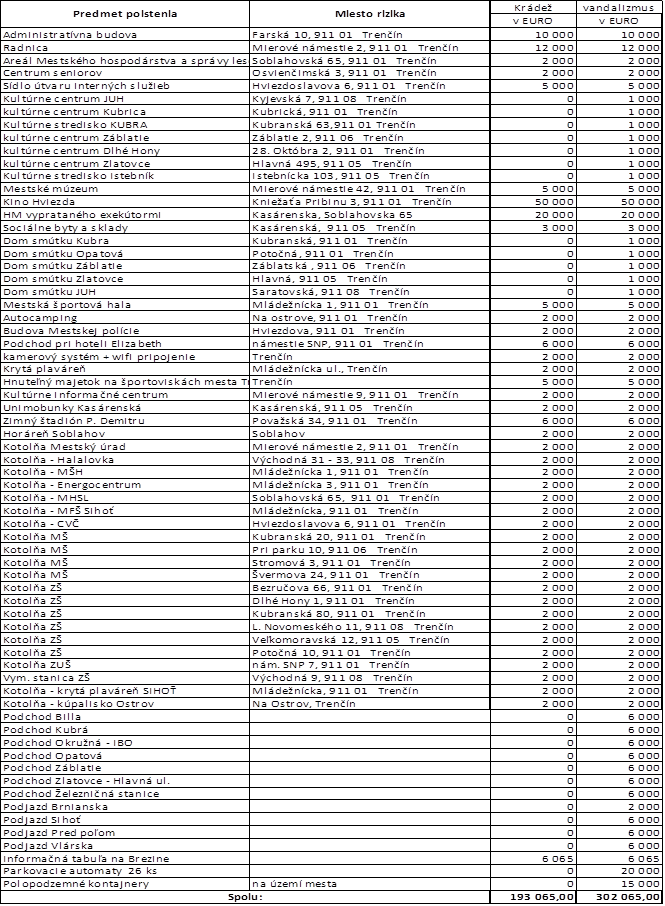 Predmet poistenia Miesto rizika Krádež vandalizmus
v EURO v EURO
Administratívna budova Farská 10, 911 01 Trenčín 10 000 10 000
Radnica Mierové námestie 2, 911 01 Trenčín 12 000 12 000
Areál Mestského hospodárstva a správy les Soblahovská 65, 911 01 Trenčín 2 000 2 000
Centrum seniorov Osvienčimská 3, 911 01 Trenčín 2 000 2 000
Sídlo útvaru interných služieb Hviezdoslavova 6, 911 01 Trenčín 5 000 5 000
Kultúrne centrum JUH Kyjevská 7, 911 08 Trenčín 0 1 000
kultúrne centrum Kubrica Kubrická, 911 01 Trenčín 0 1 000
Kultúrne stredisko KUBRA Kubranská 63,911 01 Trenčín 0 1 000
kultúrne centrum Záblatie Záblatie 2, 911 06 Trenčín 0 1 000
kultúrne centrum Dlhé Hony 28. Októbra 2, 911 01 Trenčín 0 1 000
kultúrne centrum Zlatovce Hlavná 495, 911 05 Trenčín 0 1 000
Kultúrne stredisko Istebník Istebnícka 103, 911 05 Trenčín 0 1 000
Mestské múzeum Mierové námestie 42, 911 01 Trenčín 5 000 5 000
Kino Hviezda Kniežaťa Pribinu 3, 911 01 Trenčín 50 000 50 000
HM vyprataného exekútormi Kasárenska, Soblahovska 65 20 000 20 000
Sociálne byty a sklady Kasárenská, 911 05 Trenčín 3 000 3 000
Dom smútku Kubra Kubranská, 911 01 Trenčín 0 1 000
Dom smútku Opatová Potočná, 911 01 Trenčín 0 1 000
Dom smútku Záblatie Záblatská , 911 06 Trenčín 0 1 000
Dom smútku Zlatovce Hlavná, 911 05 Trenčín 0 1 000
Dom smútku JUH Saratovská, 911 08 Trenčín 0 1 000
Mestská športová hala Mládežnícka 1, 911 01 Trenčín 5 000 5 000
Autocamping Na ostrove, 911 01 Trenčín 2 000 2 000
Budova Mestskej polície Hviezdova, 911 01 Trenčín 2 000 2 000
Podchod pri hoteli Elizabeth námestie SNP, 911 01 Trenčín 6 000 6 000
kamerový systém + wifi pripojenie Trenčín 2 000 2 000
Krytá plaváreň Mládežnícka ul., Trenčín 2 000 2 000
Hnuteľný majetok na športoviskách mesta Tr Trenčín 5 000 5 000
Kultúrne informačné centrum Mierové námestie 9, 911 01 Trenčín 2 000 2 000
Unimobunky Kasárenská Kasárenská, 911 05 Trenčín 2 000 2 000
Zimný štadión P. Demitru Považská 34, 911 01 Trenčín 6 000 6 000
Horáreň Soblahov Soblahov 2 000 2 000
Kotolňa Mestský úrad Mierové námestie 2, 911 01 Trenčín 2 000 2 000
Kotolňa - Halalovka Východná 31 - 33, 911 08 Trenčín 2 000 2 000
Kotolňa - MŠH Mládežnícka 1, 911 01 Trenčín 2 000 2 000
Kotolňa - Energocentrum Mládežnícka 3, 911 01 Trenčín 2 000 2 000
Kotolňa - MHSL Soblahovská 65, 911 01 Trenčín 2 000 2 000
Kotolňa - MFŠ Sihoť Mládežnícka, 911 01 Trenčín 2 000 2 000
Kotolňa - CVČ Hviezdoslavova 6, 911 01 Trenčín 2 000 2 000
Kotolňa MŠ Kubranská 20, 911 01 Trenčín 2 000 2 000
Kotolňa MŠ Pri parku 10, 911 06 Trenčín 2 000 2 000
Kotolňa MŠ Stromová 3, 911 01 Trenčín 2 000 2 000
Kotolňa MŠ Švermova 24, 911 01 Trenčín 2 000 2 000
Kotolňa ZŠ Bezručova 66, 911 01 Trenčín 2 000 2 000
Kotolňa ZŠ Dlhé Hony 1, 911 01 Trenčín 2 000 2 000
Kotolňa ZŠ Kubranská 80, 911 01 Trenčín 2 000 2 000
Kotolňa ZŠ L. Novomeského 11, 911 08 Trenčín 2 000 2 000
Kotolňa ZŠ Veľkomoravská 12, 911 05 Trenčín 2 000 2 000
Kotolňa ZŠ Potočná 10, 911 01 Trenčín 2 000 2 000
Kotolňa ZUŠ nám. SNP 7, 911 01 Trenčín 2 000 2 000
Vym. stanica ZŠ Východná 9, 911 08 Trenčín 2 000 2 000
Kotolňa - krytá plaváreň SIHOŤ Mládežnícka, 911 01 Trenčín 2 000 2 000
Kotolňa - kúpalisko Ostrov Na Ostrov, Trenčín 2 000 2 000
Podchod Billa 0 6 000
Podchod Kubrá 0 6 000
Podchod Okružná - IBO 0 6 000
Podchod Opatová 0 6 000
Podchod Záblatie 0 6 000
Podchod Zlatovce - Hlavná ul. 0 6 000
Podchod Železničná stanice 0 6 000
Podjazd Brnianska 0 2 000
Podjazd Sihoť 0 6 000
Podjazd Pred poľom 0 6 000
Podjazd Vlárska 0 6 000
Informačná tabuľa na Brezine 6 065 6 065
Parkovacie automaty 26 ks 0 20 000
Polopodzemné kontajnery na území mesta 0 15 000
Spolu: 193 065,00 302 065,00